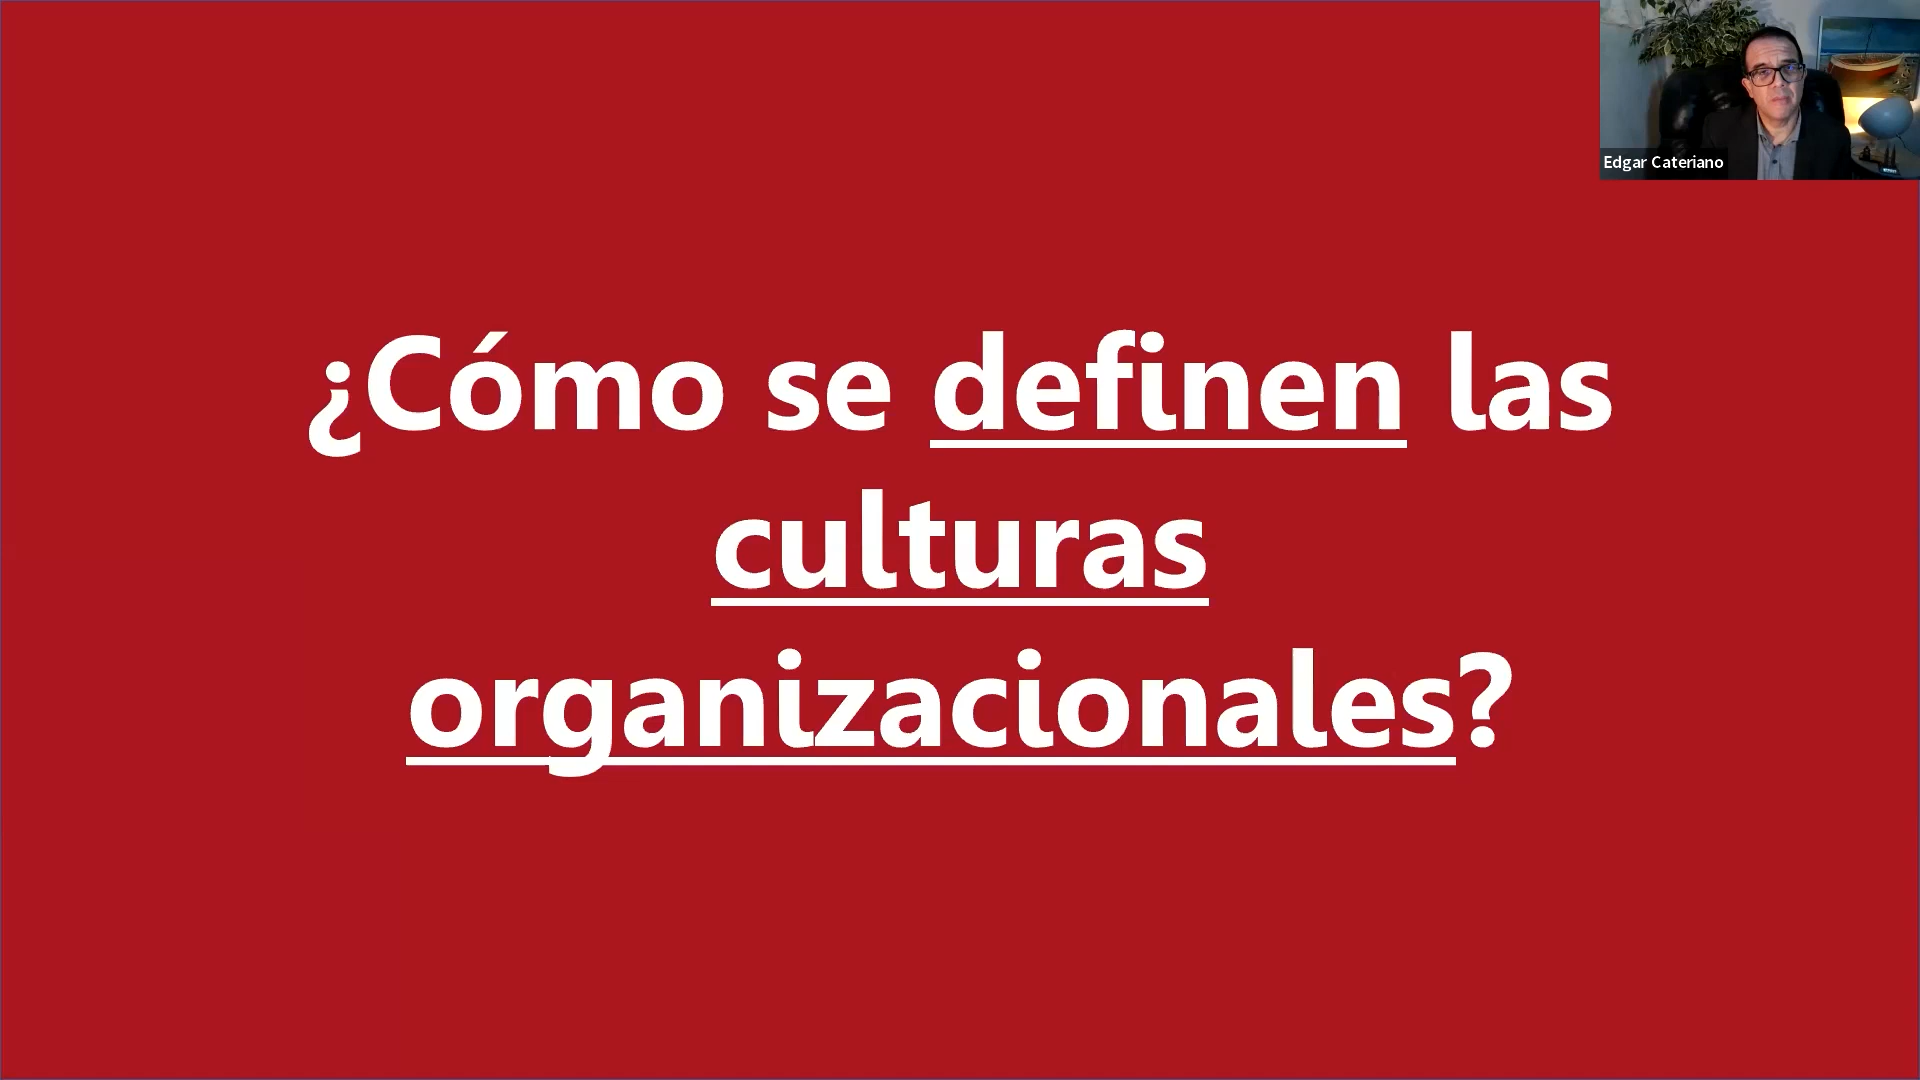 Edgar Cateriano
¿Cómo se definen las
culturas
organizacionales?